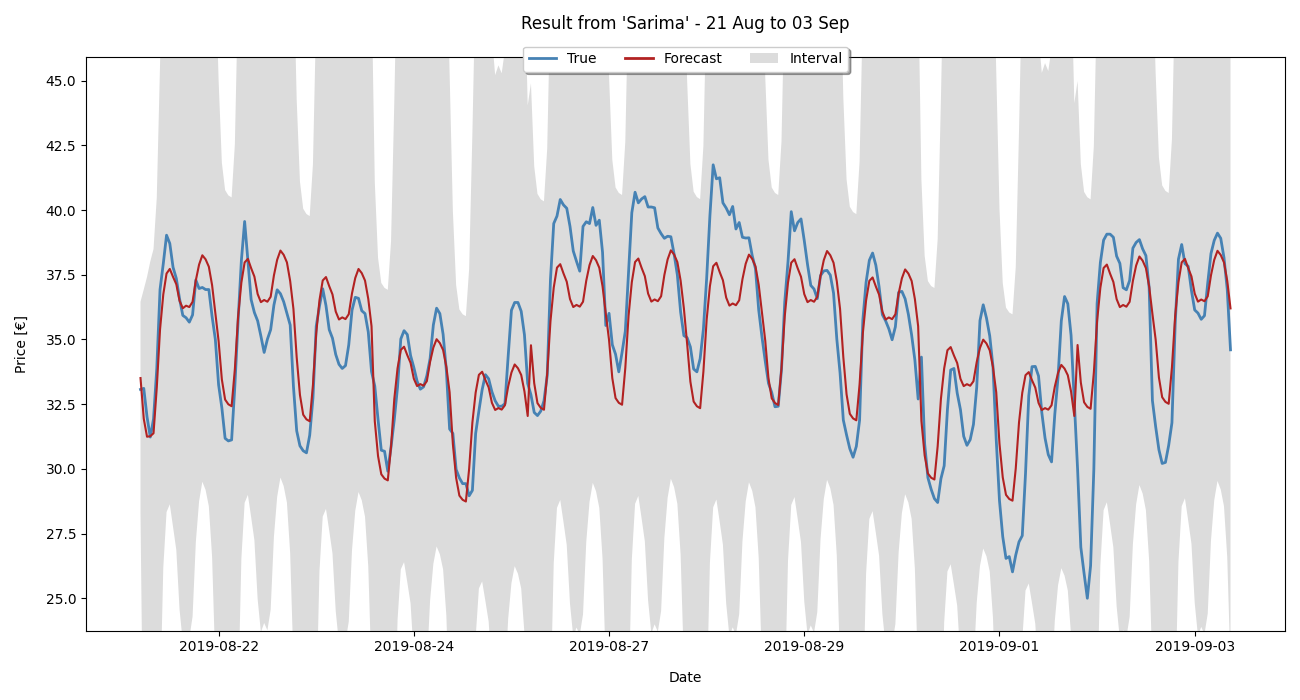 Result from 'Sarima' - 21 Aug to 03 Sep
True Forecast Interval
45.0
42.5
40.0
37.5
35.0
32.5
30.0
27.5
25.0
Price [€]
2019-08-22 2019-08-24 2019-08-27 2019-08-29 2019-09-01 2019-09-03
Date